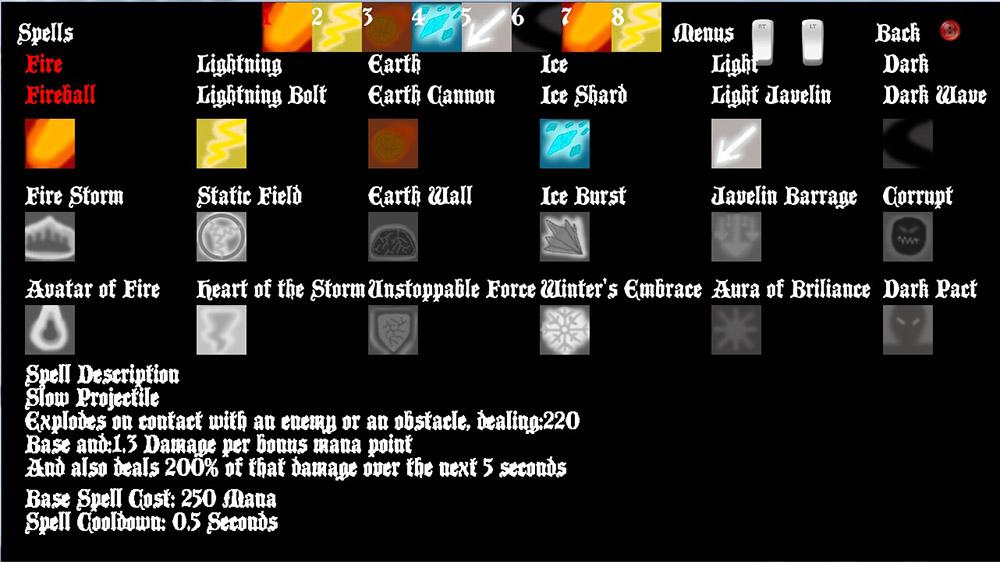 Spells 1 2 3 4 5 6 7 8 Menus RT LT Back B
Fire Lightning Earth Ice Light Dark
Fireball Lightning Bolt Earth Cannon Ice Shard Light Javelin Dark Wave
Fire Storm Static Field Earth Wall Ice Burst Javelin Barrage Corrupt
Avatar of Fire Heart of the Storm Unstoppable Force Winter's Embrace Aura of Briliance Dark Pact
Spell Description
Slow Projectile
Explodes on contact with an enemy or an obstacle, dealing:220
Base and:1.3 Damage per bonus mana point
And also deals 200% of that damage over the next 5 seconds
Base Spell Cost: 250 Mana
Spell Cooldown: 0.5 Seconds